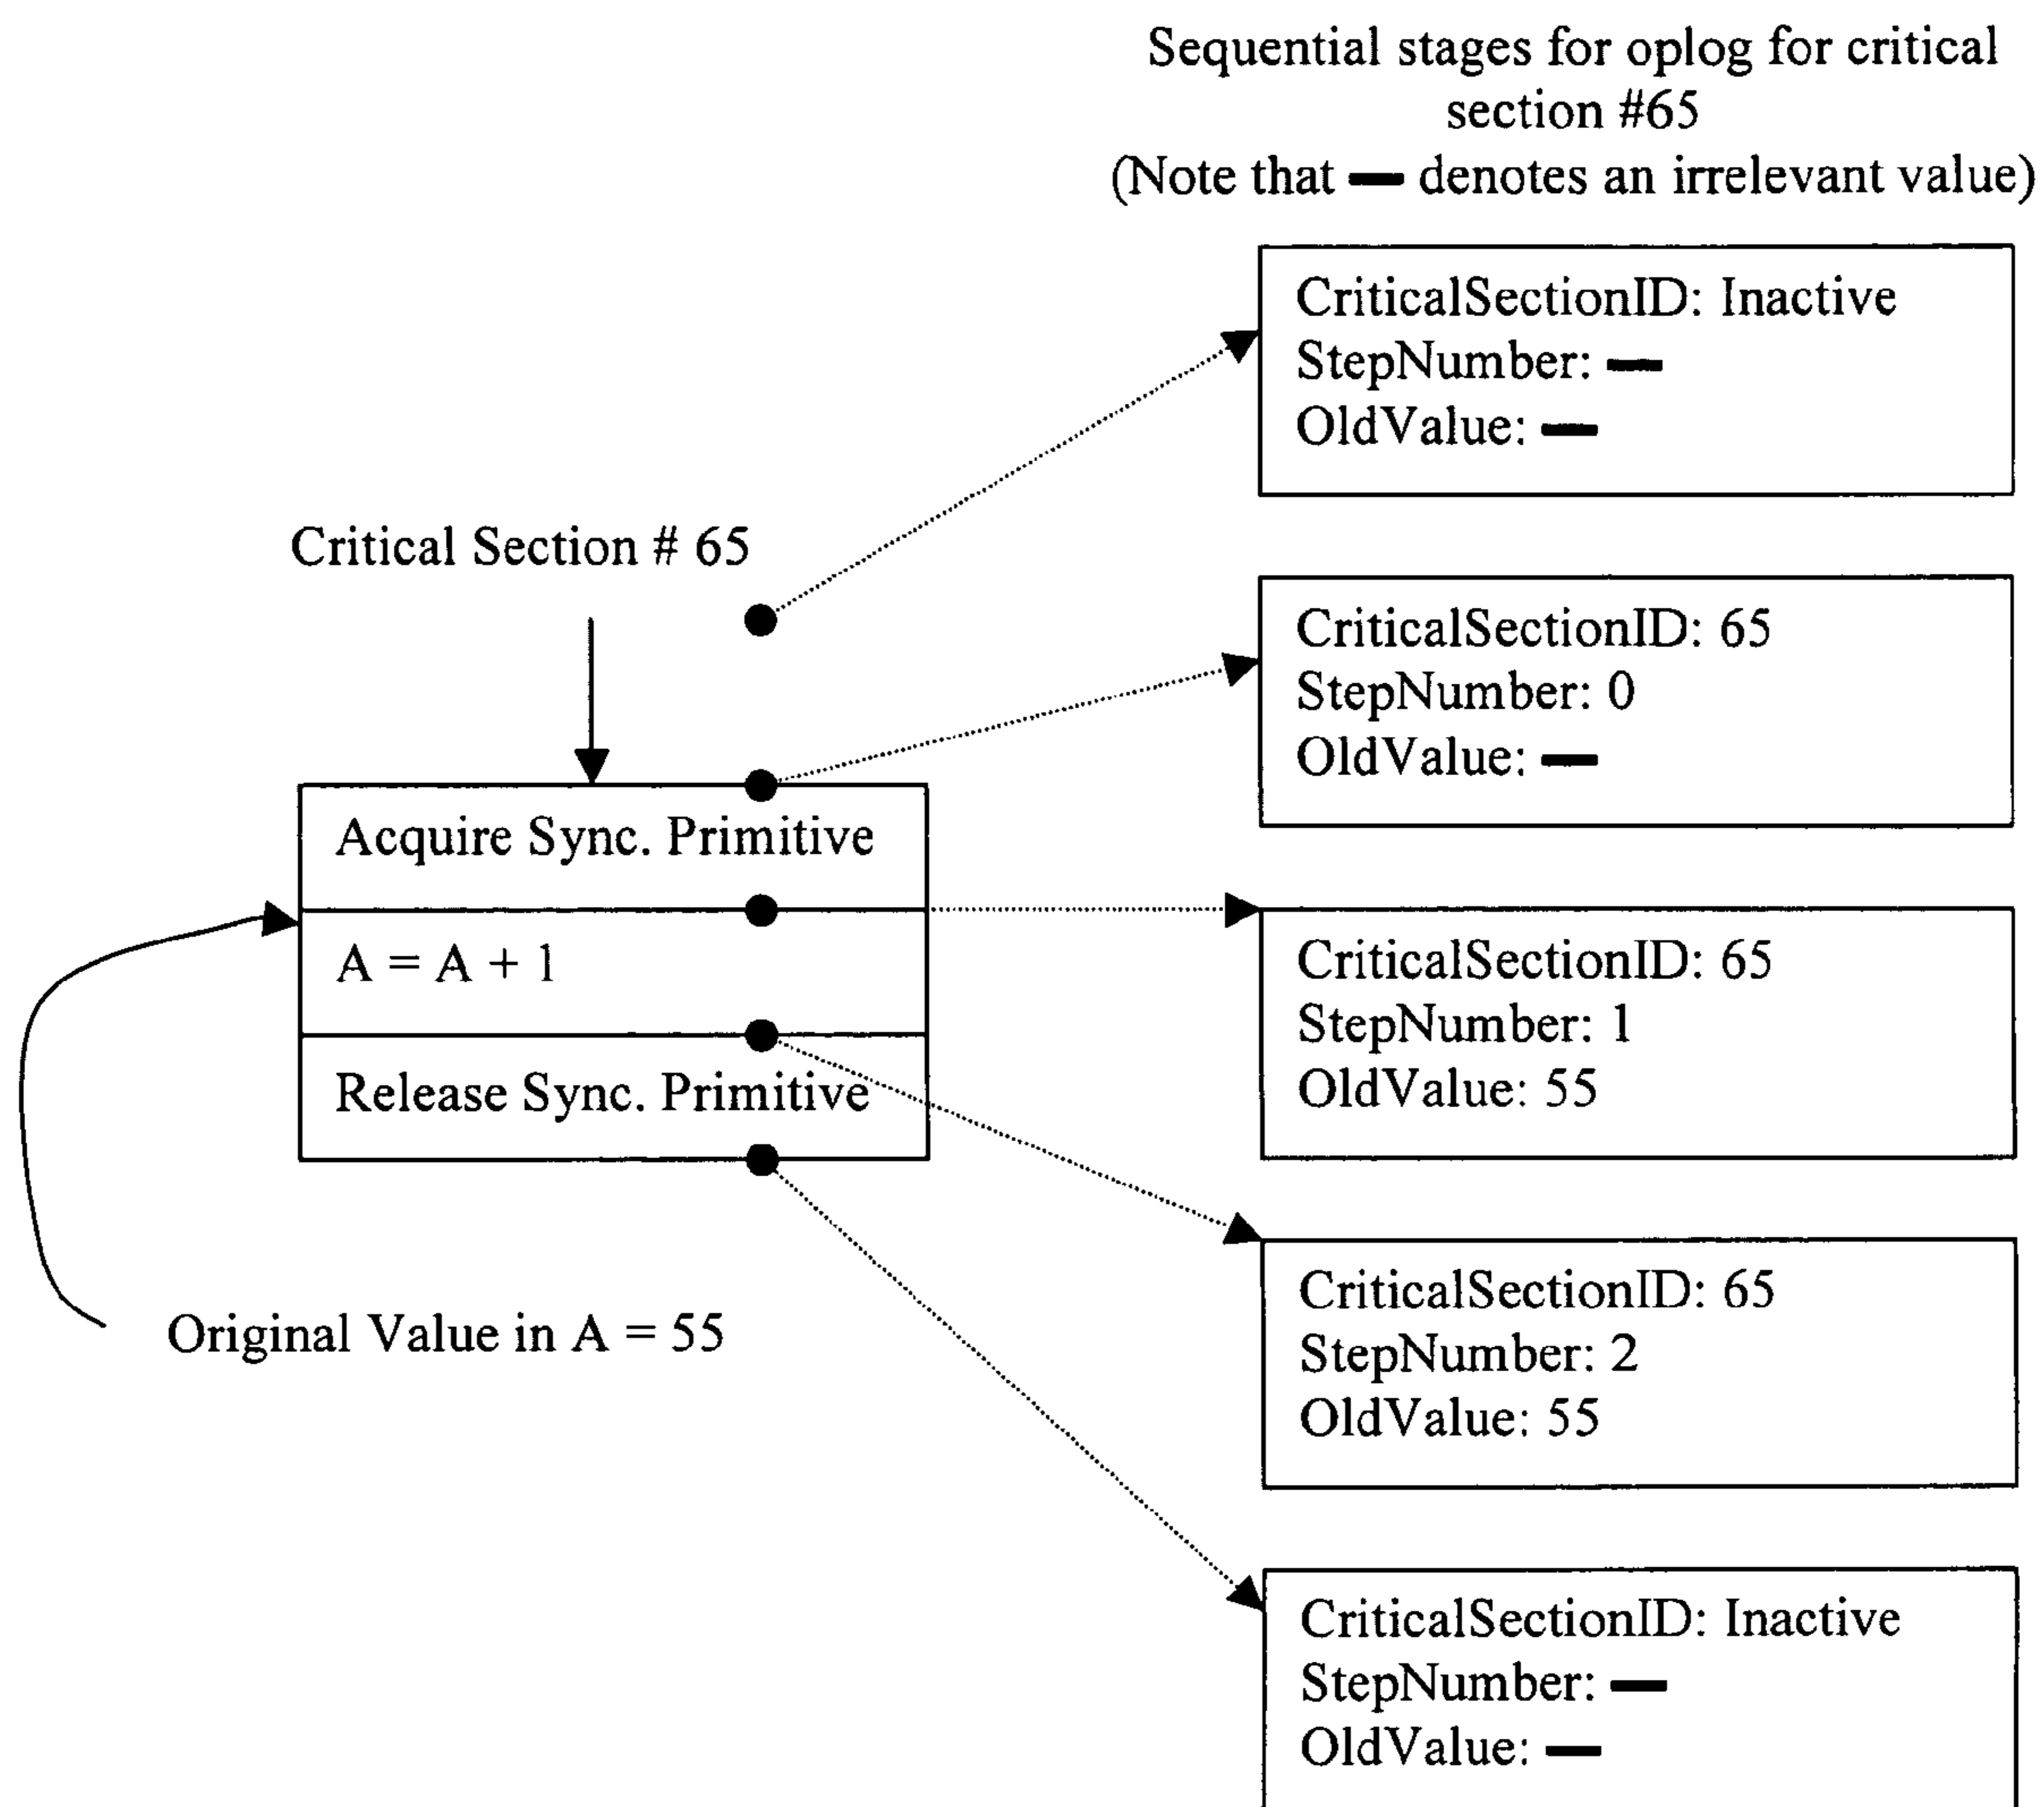 Sequential stages for oplog for critical
section #65
(Note that — denotes an irrelevant value)
CriticalSectionID: Inactive
StepNumber: —
OldValue: —
Critical Section # 65
CriticalSectionID: 65
StepNumber: 0
OldValue: —
Acquire Sync. Primitive
A = A + 1
Release Sync. Primitive
CriticalSectionID: 65
StepNumber: 1
OldValue: 55
Original Value in A = 55
CriticalSectionID: 65
StepNumber: 2
OldValue: 55
CriticalSectionID: Inactive
StepNumber: —
OldValue: —